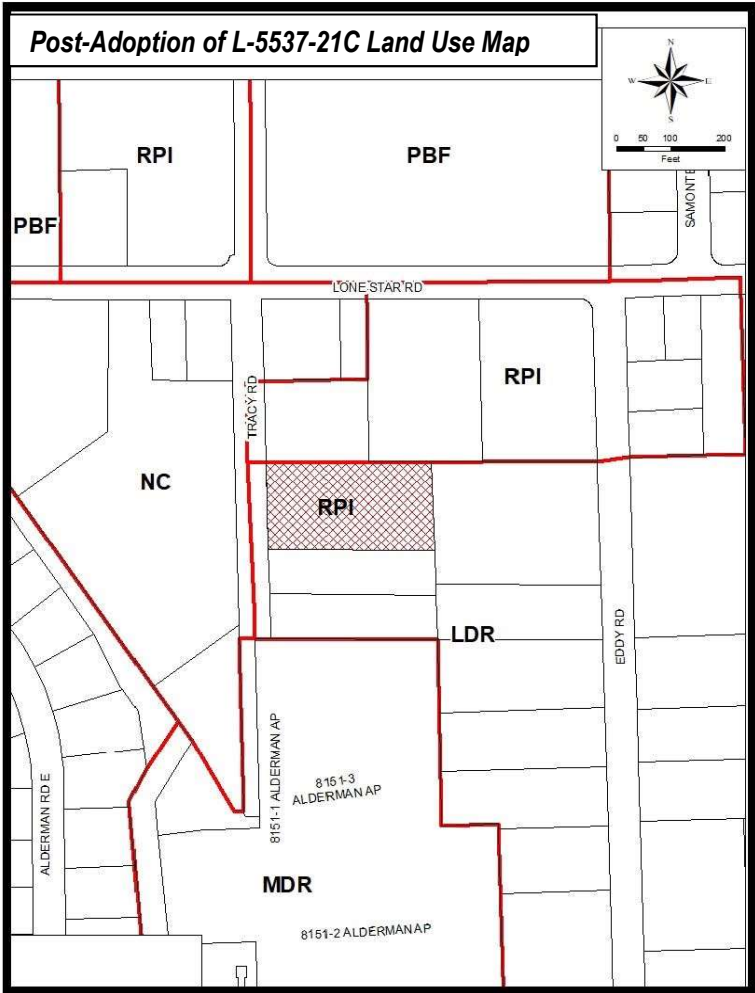 Post-Adoption of L-5537-21C Land Use Map
N
W
E
S
0 50 100 200
Feet
RPI
PBF
PBF
SAMONTE
LONE STAR RD
RPI
TRACY RD
NC
RPI
LDR
EDDY RD
8151-1 ALDERMAN AP
8151-3
ALDERMAN AP
ALDERMAN RD E
MDR
8151-2 ALDERMAN AP